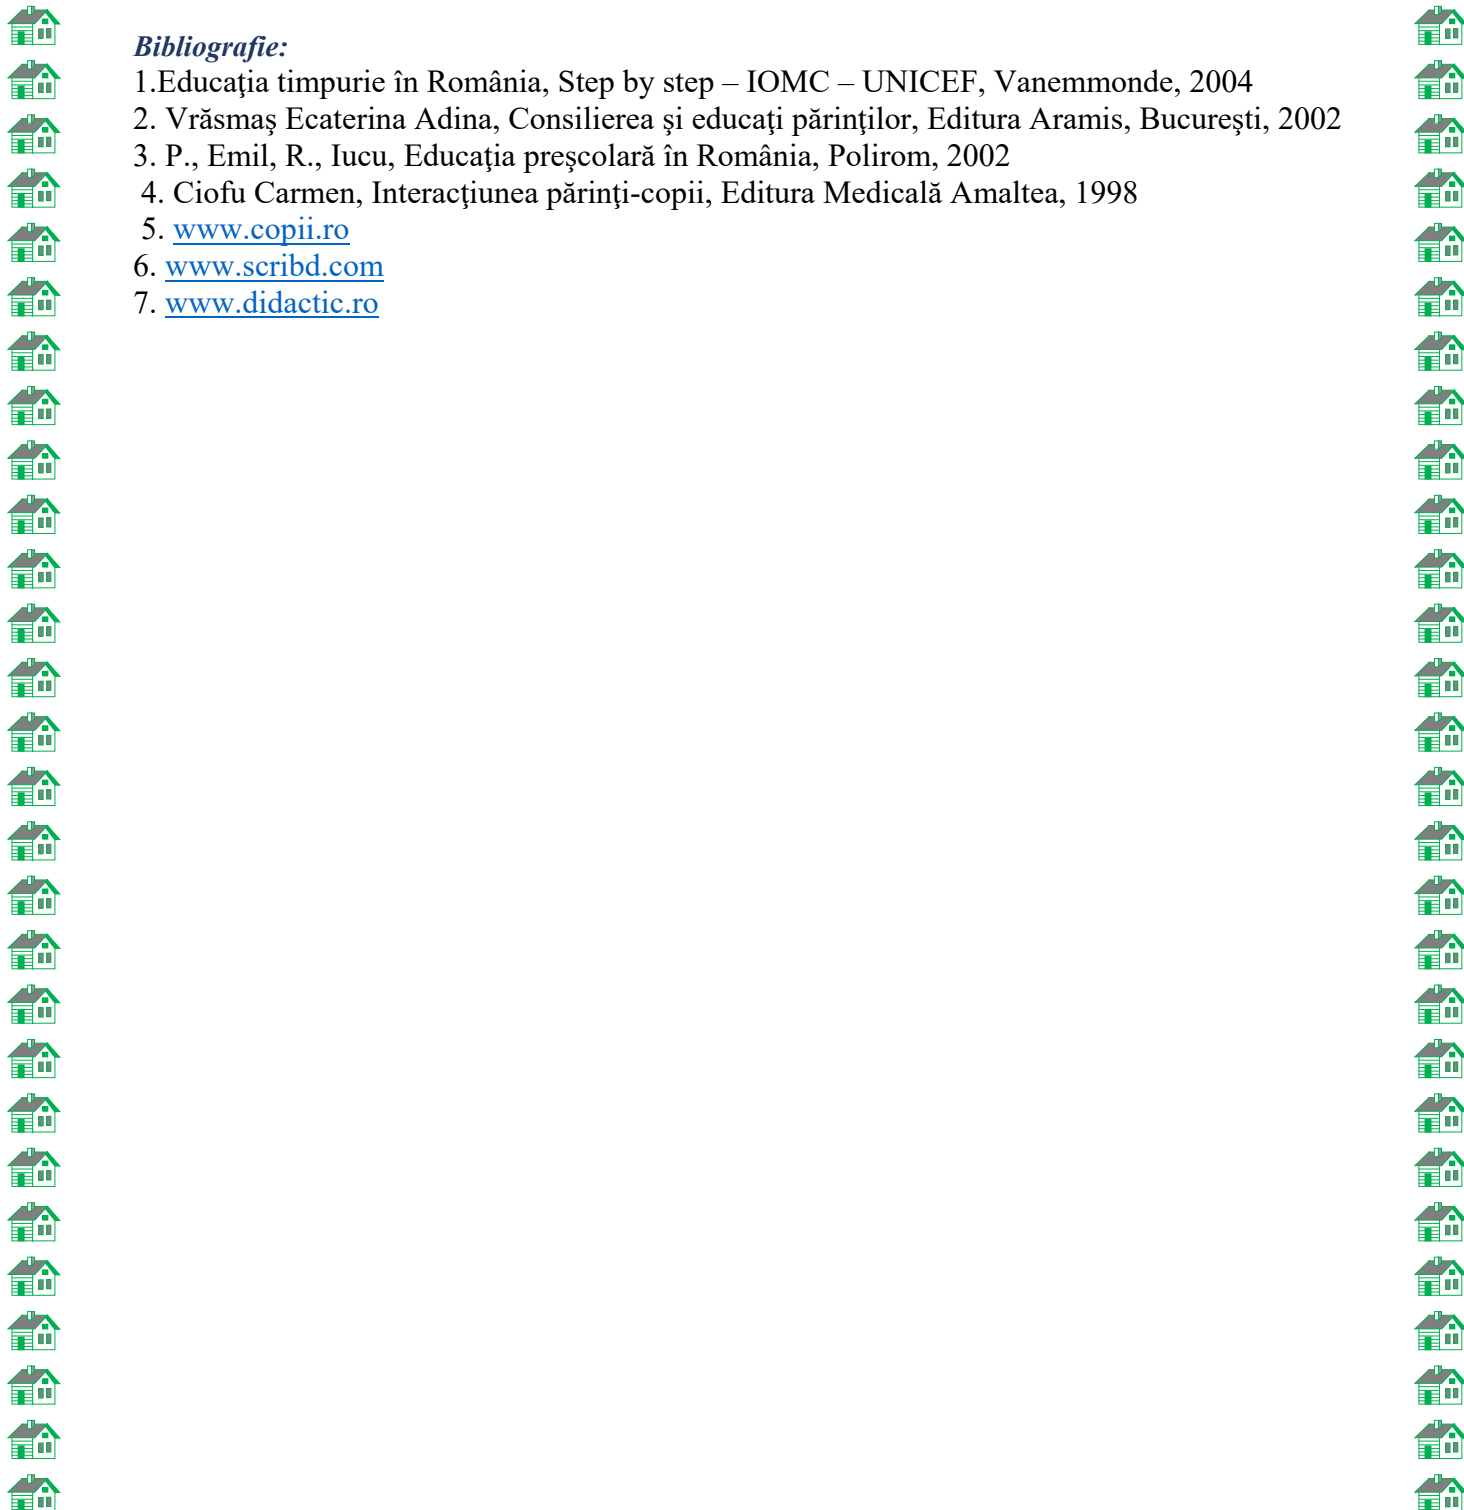 Bibliografie:
1.Educaţia timpurie în România, Step by step – IOMC – UNICEF, Vanemmonde, 2004
2. Vrăsmaş Ecaterina Adina, Consilierea şi educaţi părinţilor, Editura Aramis, Bucureşti, 2002
3. P., Emil, R., Iucu, Educaţia preşcolară în România, Polirom, 2002
4. Ciofu Carmen, Interacţiunea părinţi-copii, Editura Medicală Amaltea, 1998
5. www.copii.ro
6. www.scribd.com
7. www.didactic.ro